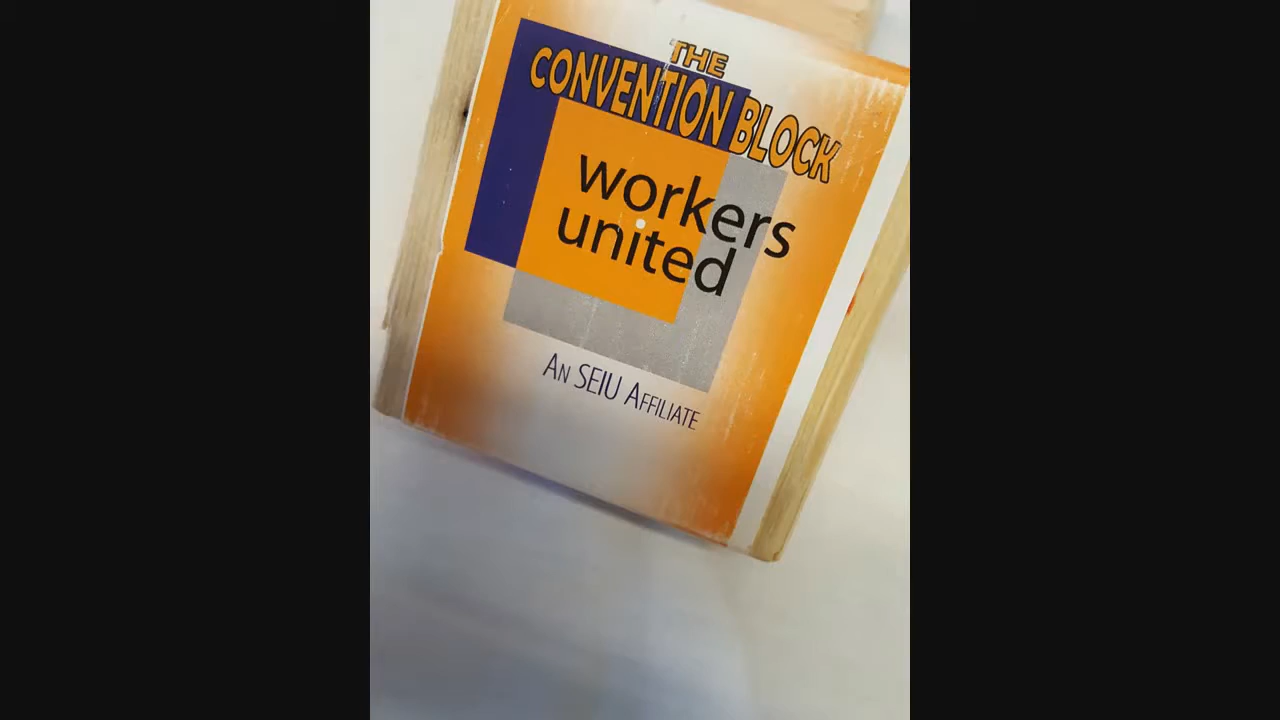 THE
CONVENTION BLOCK
workers
united
AN SEIU AFFILIATE